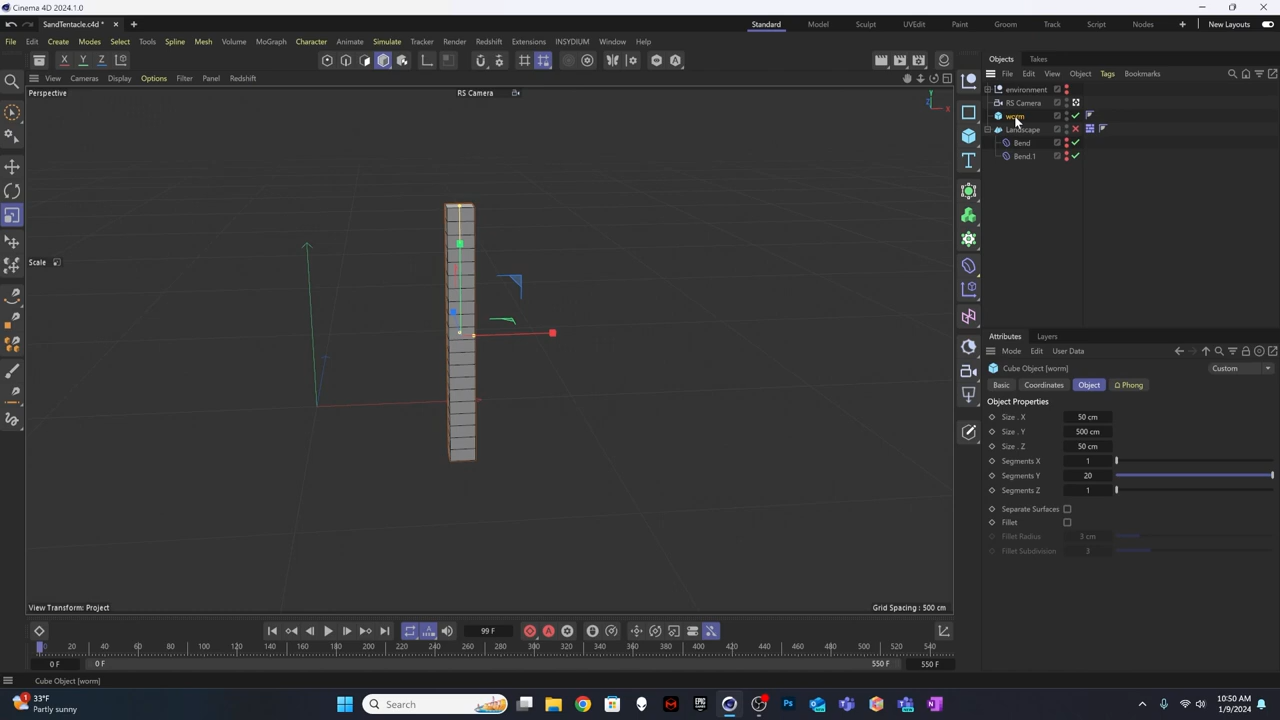 Cinema 4D 2024.1.0
SandTentacle.c4d *
Standard Model Sculpt UVEdit Paint Groom Track Script Nodes New Layouts
File Edit Create Modes Select Tools Spline Mesh Volume MoGraph Character Animate Simulate Tracker Render Redshift Extensions INSYDIUM Window Help
X Y Z
Objects Takes
View Cameras Display Options Filter Panel Redshift
File Edit View Object Tags Bookmarks
Perspective
RS Camera
Y
Z
X
environment
RS Camera
worm
Landscape
Bend
Bend.1
Scale
Attributes Layers
Mode Edit User Data
Cube Object [worm]
Custom
Basic Coordinates Object Phong
Object Properties
Size . X 50 cm
Size . Y 500 cm
Size . Z 50 cm
Segments X 1
Segments Y 20
Segments Z 1
Separate Surfaces
Fillet
Fillet Radius 3 cm
Fillet Subdivision 3
View Transform: Project
Grid Spacing : 500 cm
99 F
0 20 40 60 80 100 120 140 160 180 200 220 240 260 280 300 320 340 360 380 400 420 440 460 480 500 520 540
0 F 0 F 550 F 550 F
Cube Object [worm]
1
33°F
Partly sunny
Search
10:50 AM
1/9/2024